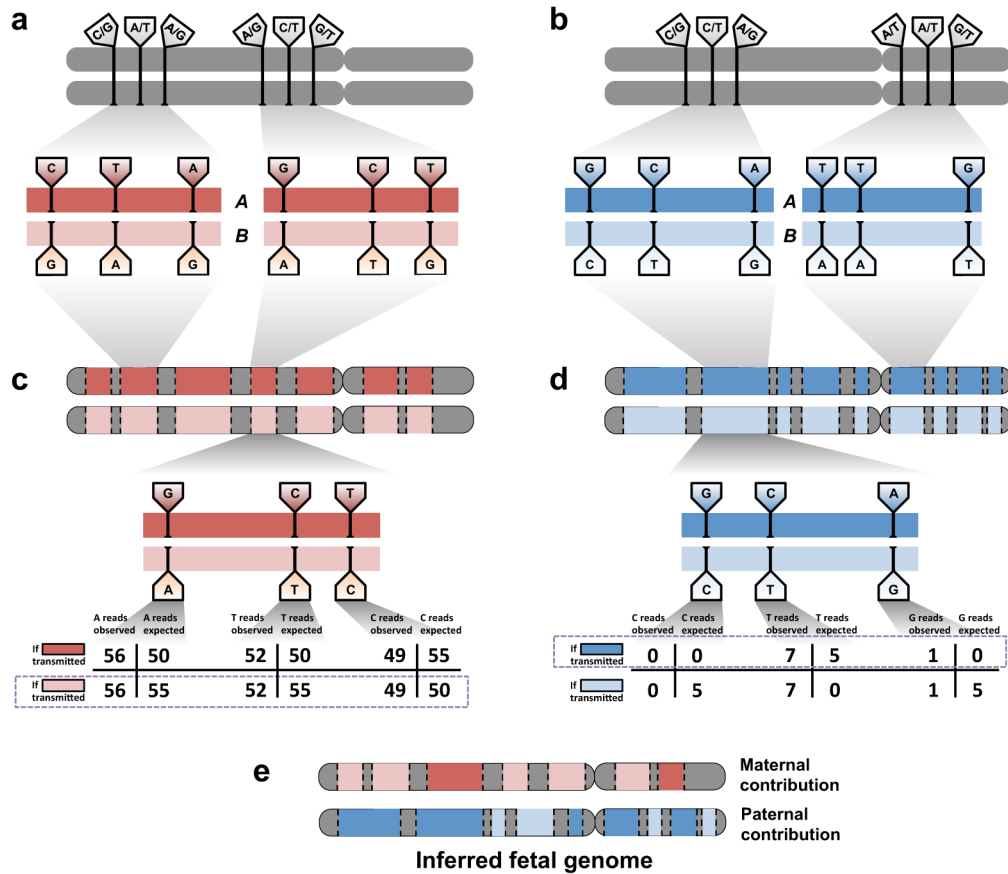 a
C/G A/T A/G A/G C/T G/T
b
C/G C/T A/G A/T A/T G/T
C T A G C T
A
B
G A G A T G
G C A T T G
A
B
C T G A A T
c
d
G C T
A T C
G C A
C T G
A reads observed A reads expected T reads observed T reads expected C reads observed C reads expected
If transmitted 56 50 52 50 49 55
If transmitted 56 55 52 55 49 50
C reads observed C reads expected T reads observed T reads expected G reads observed G reads expected
If transmitted 0 0 7 5 1 0
If transmitted 0 5 7 0 1 5
e
Maternal
contribution
Paternal
contribution
Inferred fetal genome